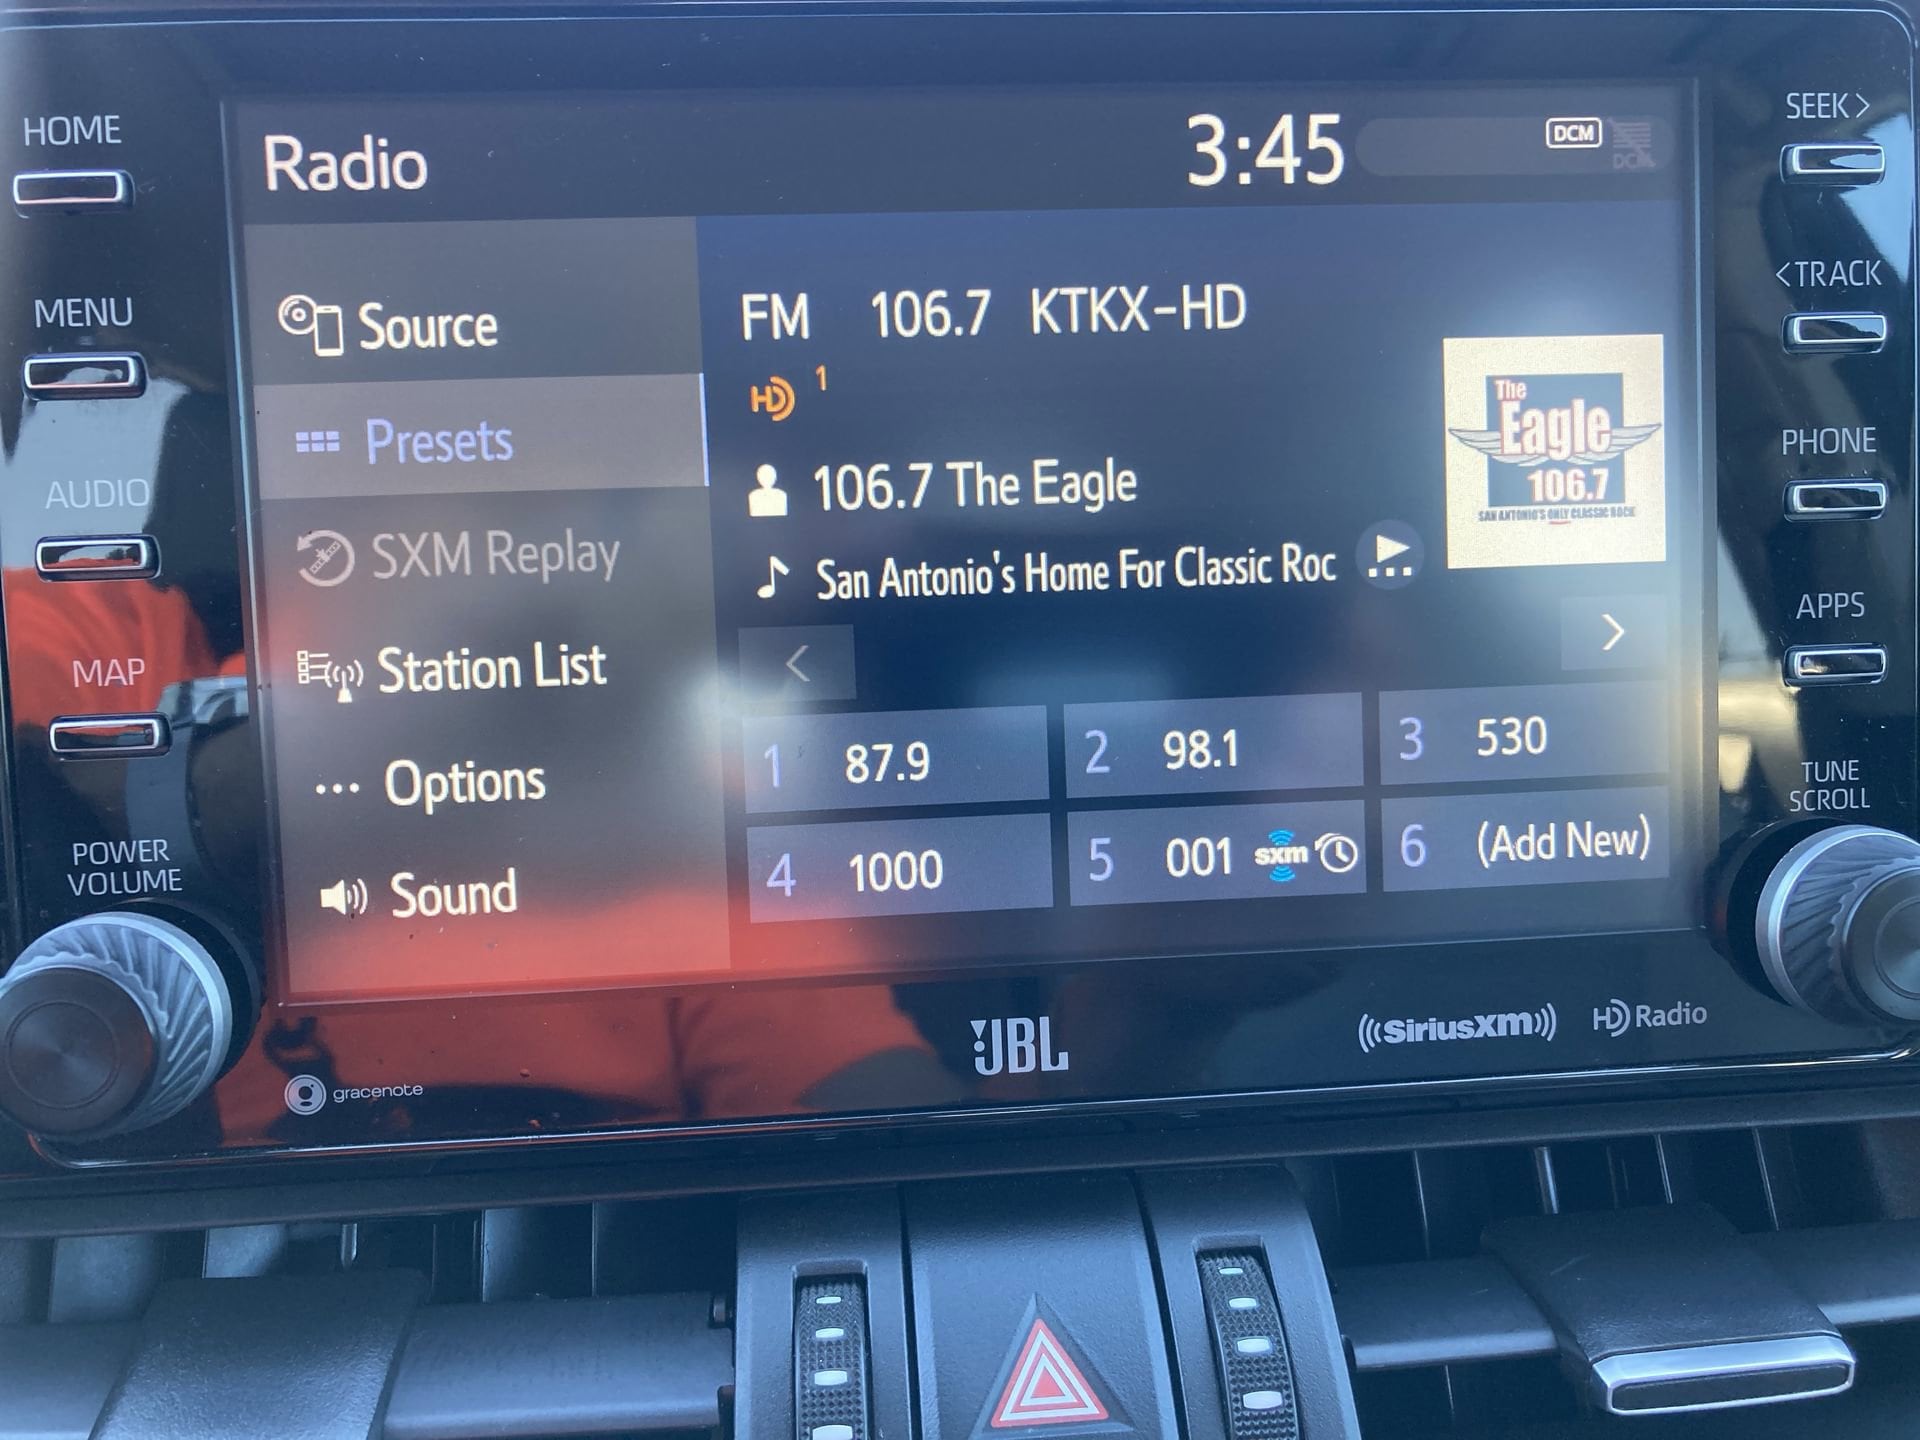 HOME
MENU
AUDIO
MAP
POWER
VOLUME
Radio
3:45
DCM
DCM
Source
Presets
SXM Replay
Station List
Options
Sound
FM 106.7 KTKX-HD
HD 1
106.7 The Eagle
San Antonio's Home For Classic Roc
The
Eagle
106.7
SAN ANTONIO'S ONLY CLASSIC ROCK
1 87.9
2 98.1
3 530
4 1000
5 001 sxm
6 (Add New)
SEEK >
< TRACK
PHONE
APPS
TUNE
SCROLL
gracenote
JBL
((SiriusXM))
HD Radio